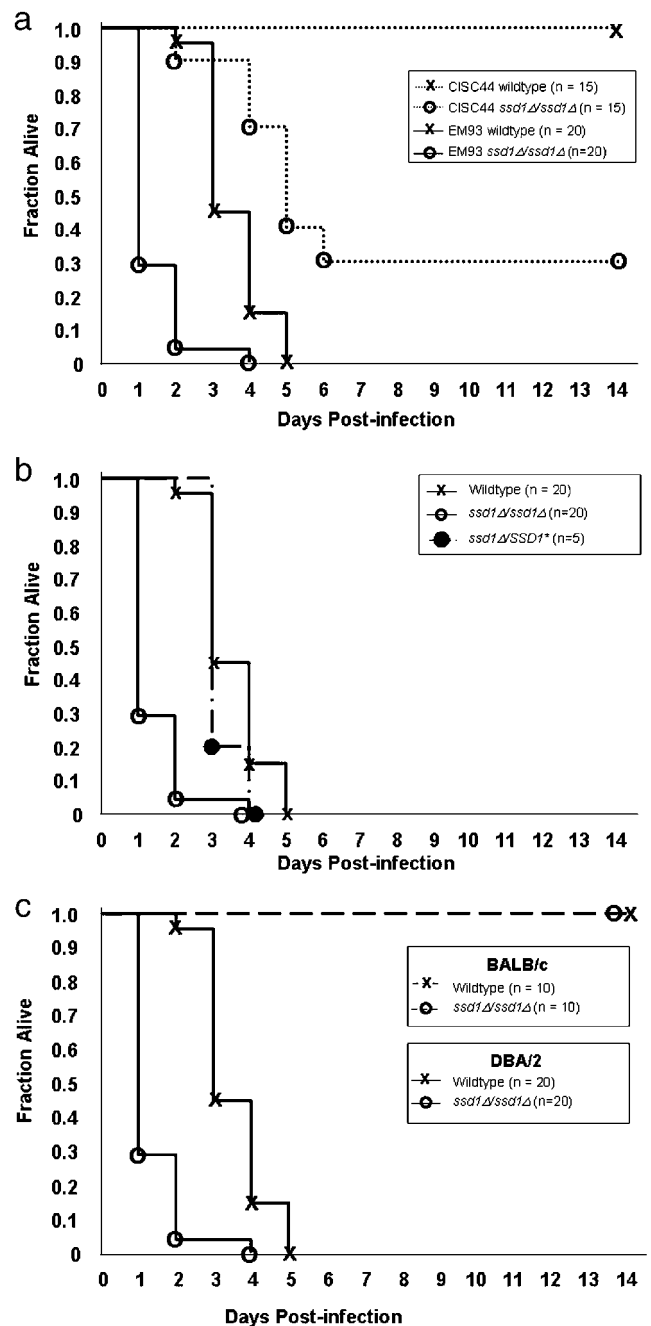 a
Fraction Alive
1.0
0.9
0.8
0.7
0.6
0.5
0.4
0.3
0.2
0.1
0
CISC44 wildtype (n = 15)
CISC44 ssd1Δ/ssd1Δ (n = 15)
EM93 wildtype (n = 20)
EM93 ssd1Δ/ssd1Δ (n=20)
0 1 2 3 4 5 6 7 8 9 10 11 12 13 14
Days Post-infection
b
Fraction Alive
1.0
0.9
0.8
0.7
0.6
0.5
0.4
0.3
0.2
0.1
0
Wildtype (n = 20)
ssd1Δ/ssd1Δ (n=20)
ssd1Δ/SSD1* (n=5)
0 1 2 3 4 5 6 7 8 9 10 11 12 13 14
Days Post-infection
c
Fraction Alive
1.0
0.9
0.8
0.7
0.6
0.5
0.4
0.3
0.2
0.1
0
BALB/c
Wildtype (n = 10)
ssd1Δ/ssd1Δ (n = 10)
DBA/2
Wildtype (n = 20)
ssd1Δ/ssd1Δ (n=20)
0 1 2 3 4 5 6 7 8 9 10 11 12 13 14
Days Post-infection